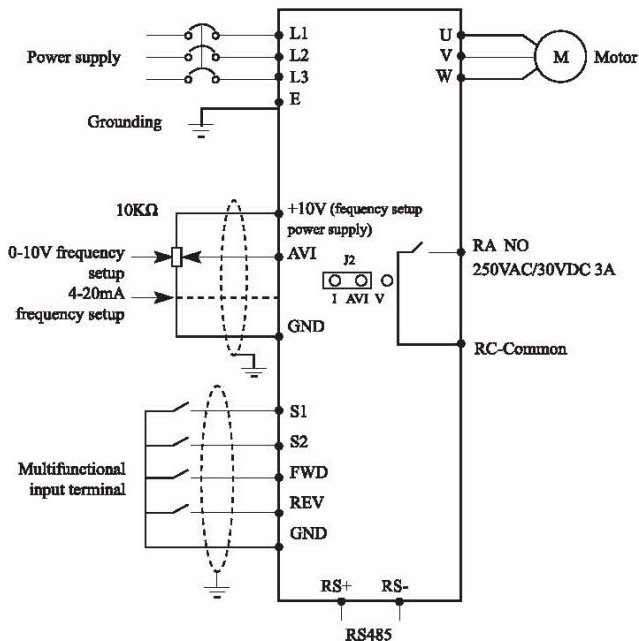 L1
U
Power supply
L2
V
M
Motor
L3
W
E
Grounding
10KΩ
+10V (fequency setup
power supply)
0-10V frequency
setup
AVI
4-20mA
frequency setup
J2
I AVI V
RA NO
250VAC/30VDC 3A
GND
RC-Common
S1
S2
Multifunctional
input terminal
FWD
REV
GND
RS+ RS-
RS485